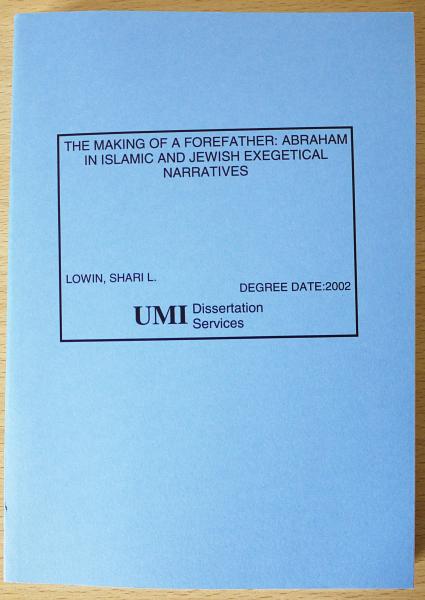 THE MAKING OF A FOREFATHER: ABRAHAM
IN ISLAMIC AND JEWISH EXEGETICAL
NARRATIVES
LOWIN, SHARI L.
DEGREE DATE:2002
UMI Dissertation
Services